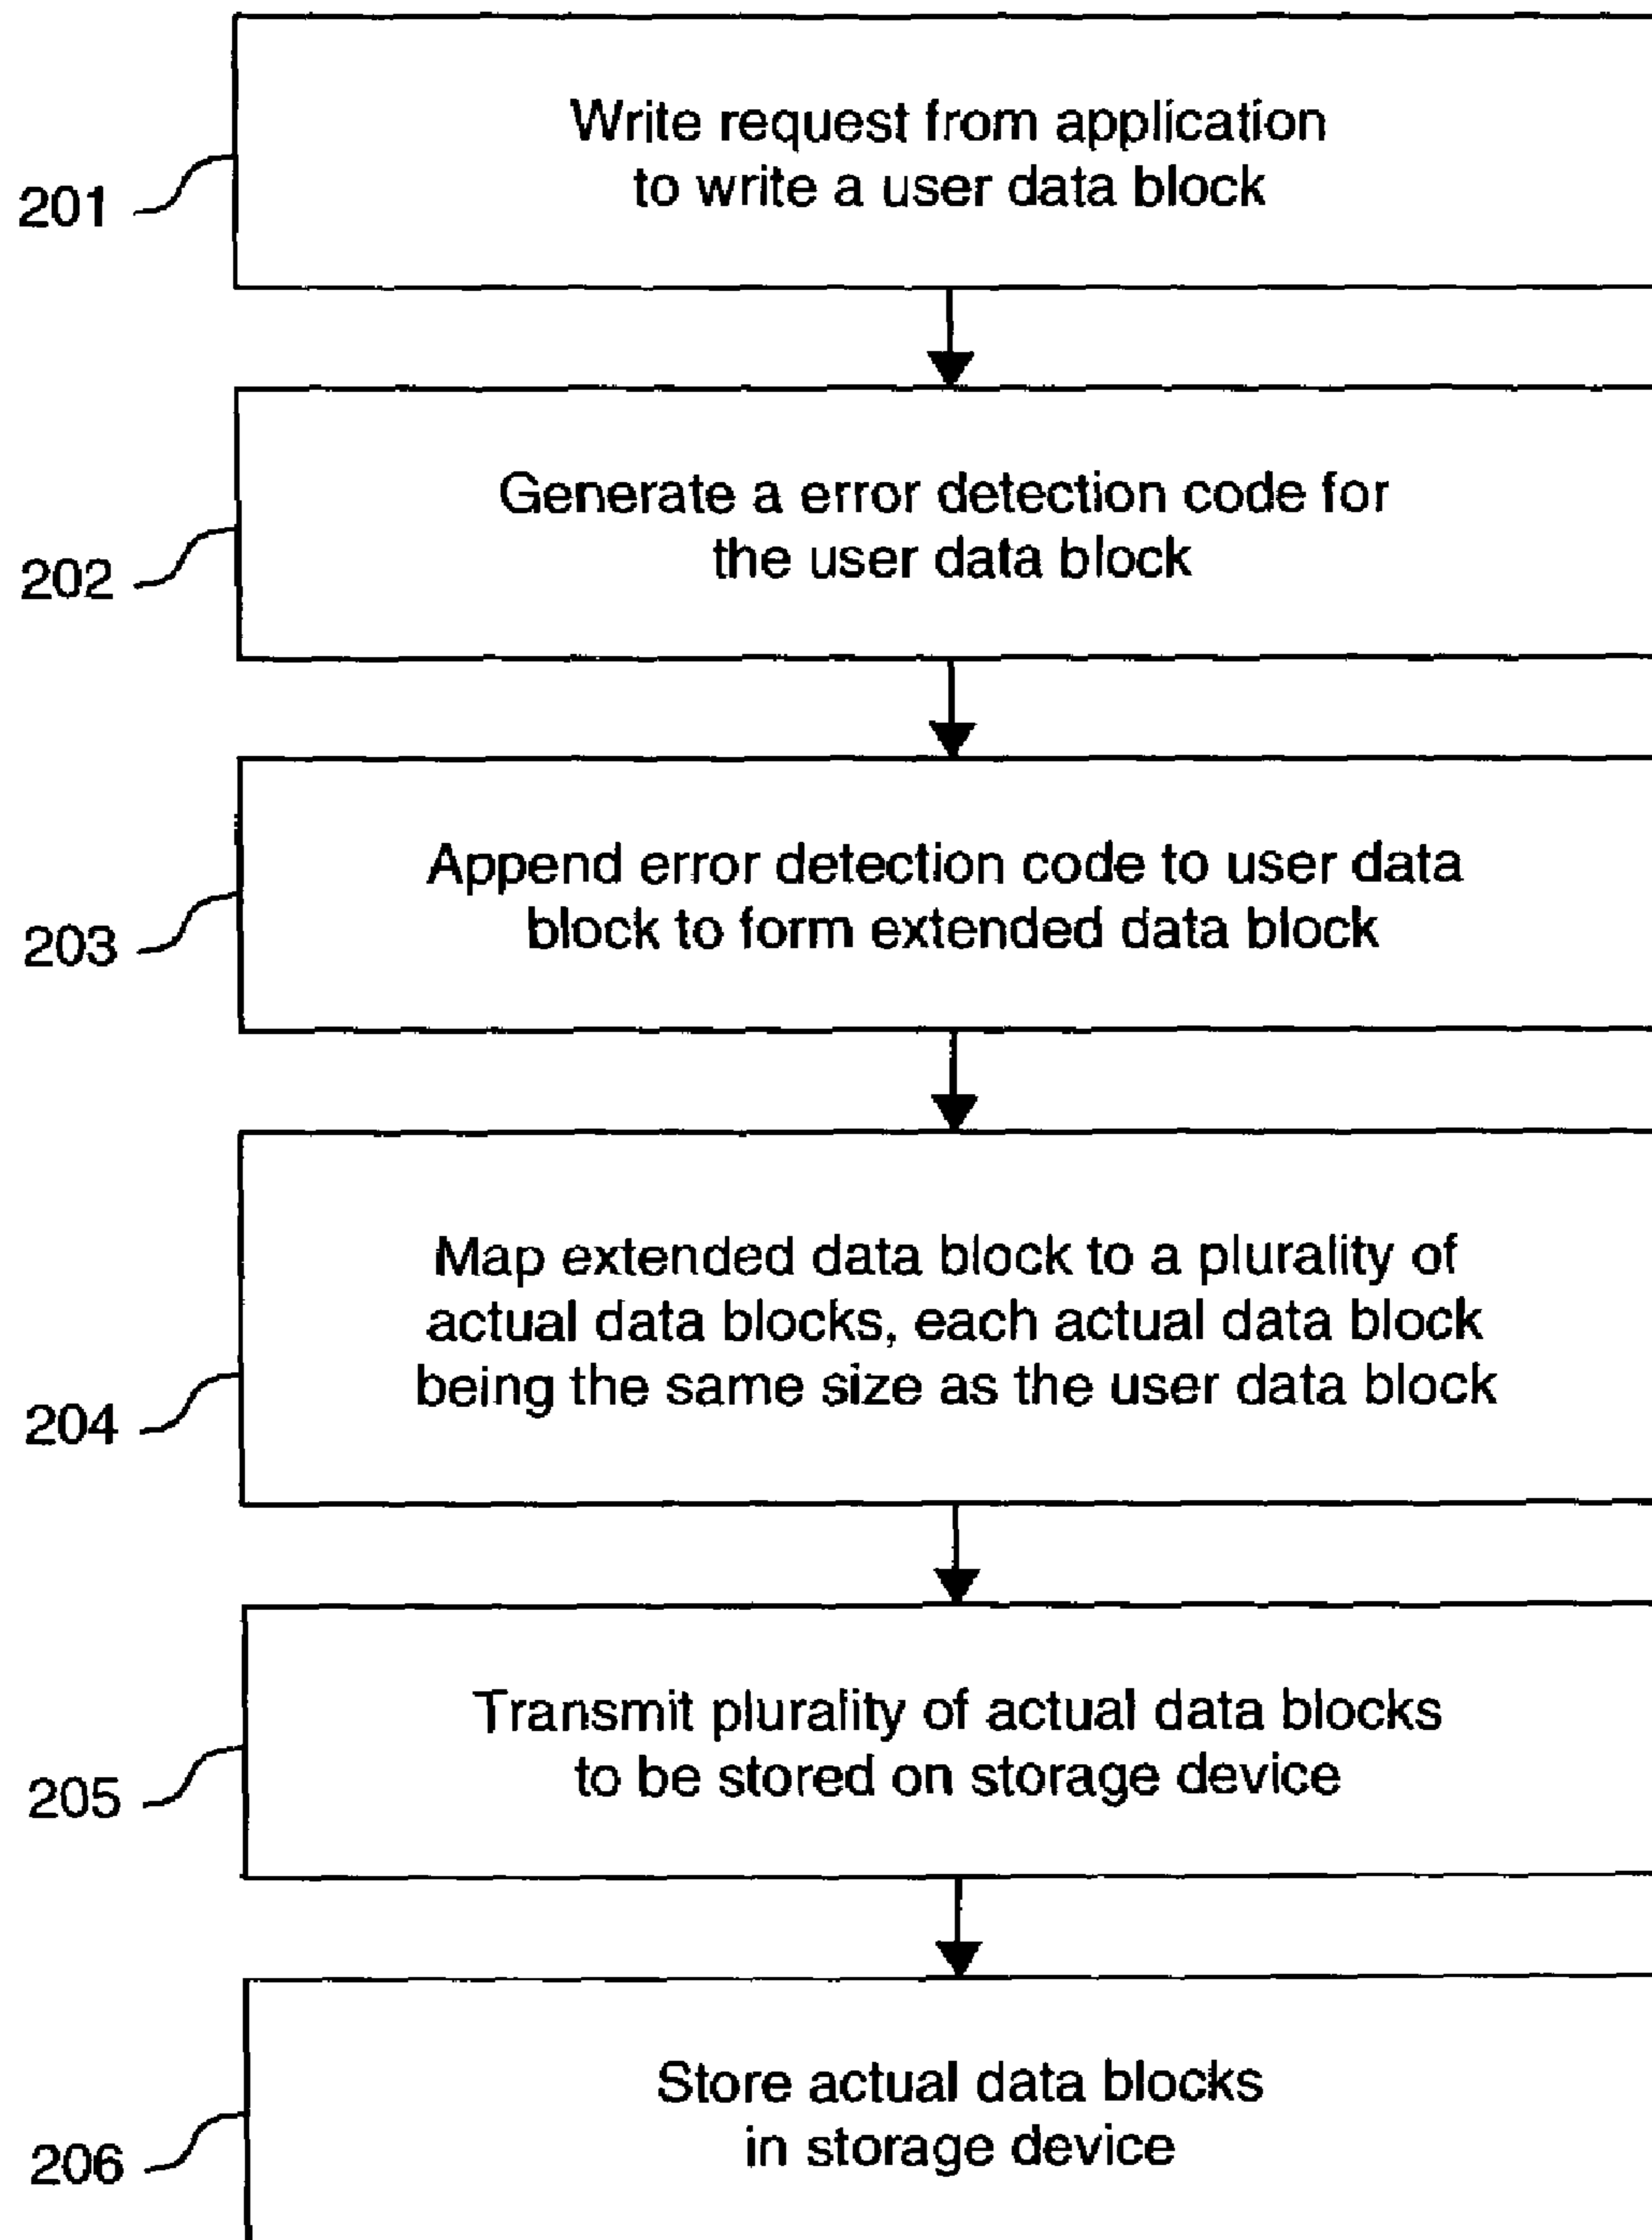 Write request from application
to write a user data block
201
Generate a error detection code for
the user data block
202
Append error detection code to user data
block to form extended data block
203
Map extended data block to a plurality of
actual data blocks, each actual data block
being the same size as the user data block
204
Transmit plurality of actual data blocks
to be stored on storage device
205
Store actual data blocks
in storage device
206